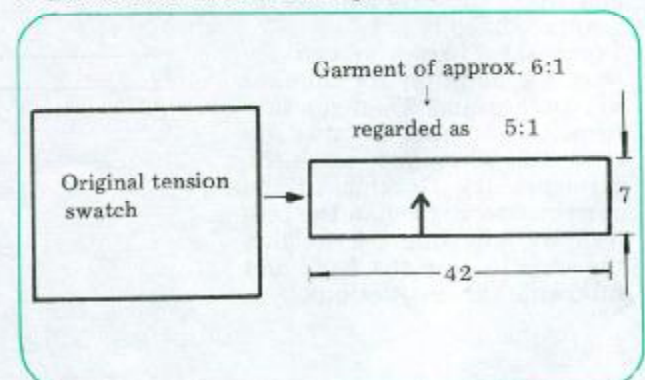 Garment of approx. 6:1
regarded as 5:1
Original tension
swatch
7
42